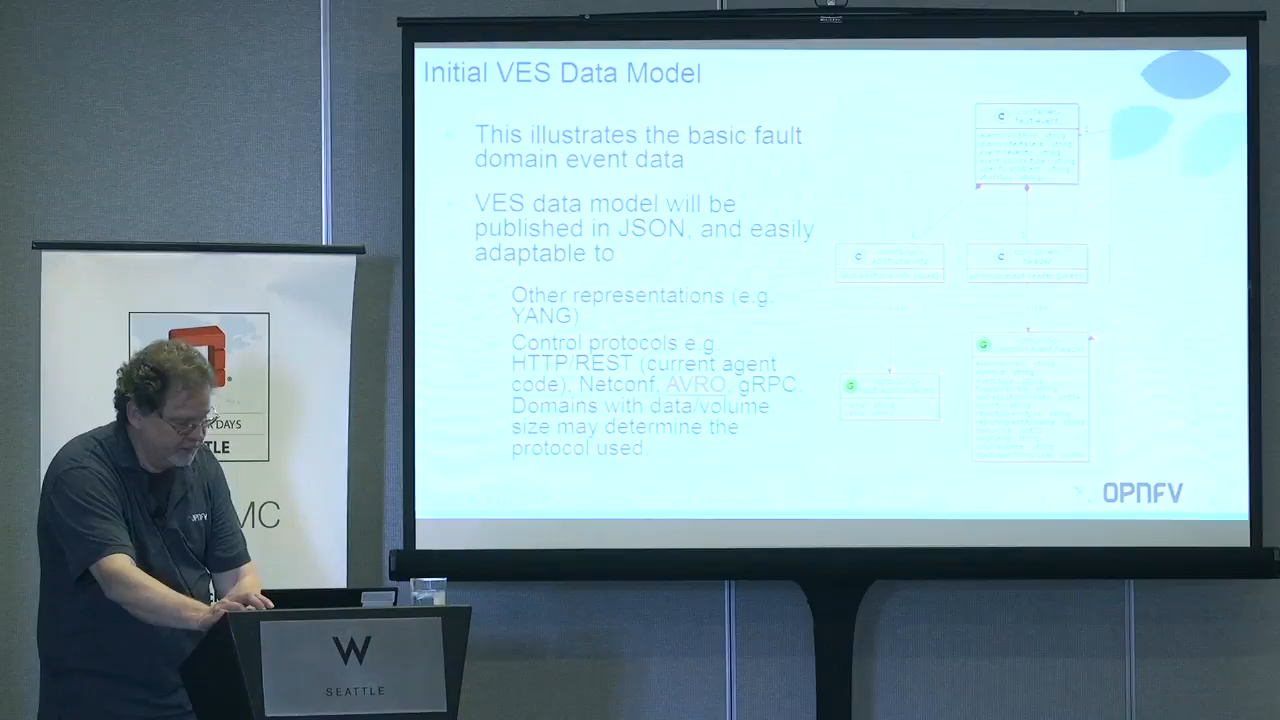 Initial VES Data Model
This illustrates the basic fault
domain event data
VES data model will be
published in JSON, and easily
adaptable to
Other representations (e.g.
YANG)
Control protocols e.g.
HTTP/REST (current agent
code), Netconf, AVRO, gRPC.
Domains with data/volume
size may determine the
protocol used.
OPNFV
DAYS
TLE
MC
OPNFV
W
SEATTLE